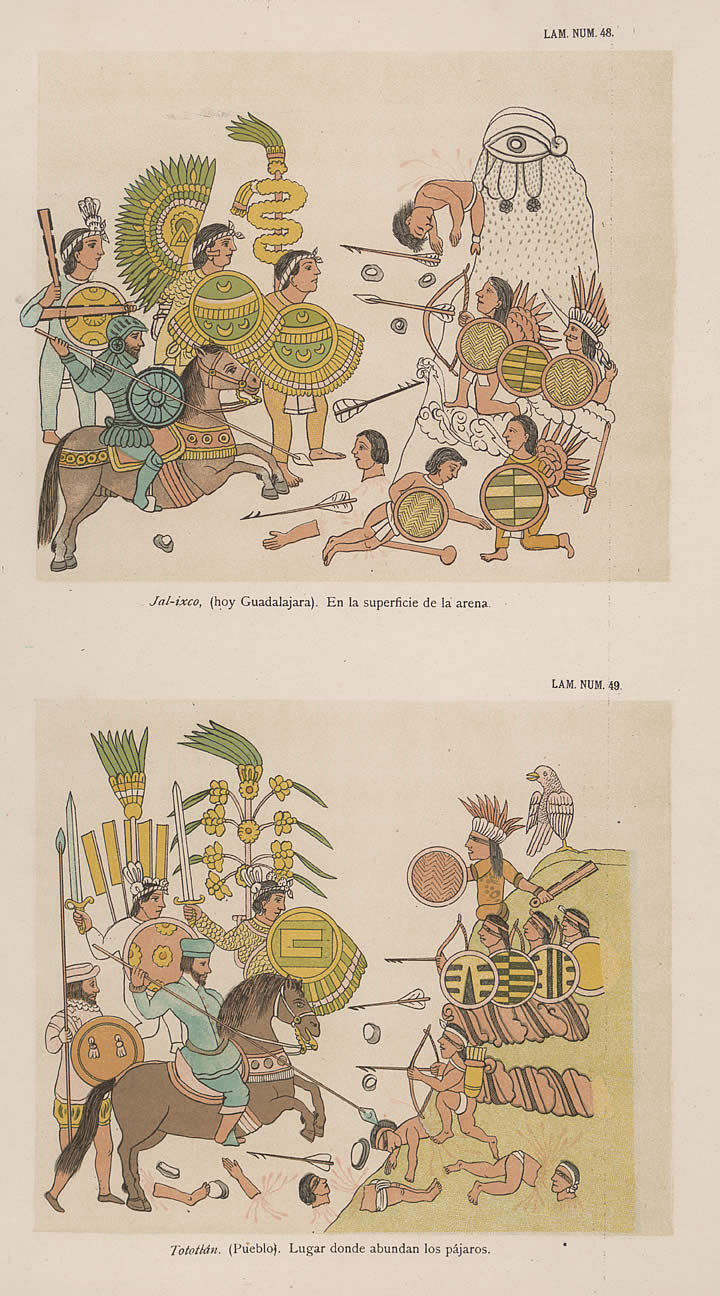 LAM. NUM. 48.
Jal-ixco, (hoy Guadalajara). En la superficie de la arena.
LAM. NUM. 49.
Tototlán. (Pueblo). Lugar donde abundan los pájaros.